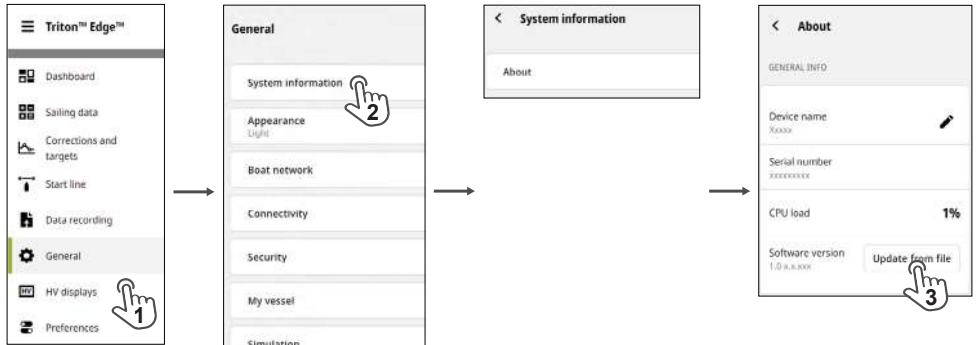 Triton™ Edge™
Dashboard
Sailing data
Corrections and
targets
Start line
Data recording
General
HV HV displays
Preferences
1
General
System information
2
Appearance
Light
Boat network
Connectivity
Security
My vessel
Simulation
< System information
About
< About
GENERAL INFO
Device name
Xxxxx
Serial number
xxxxxxxxx
CPU load 1%
Software version
1.0.x.x.xxx
Update from file
3